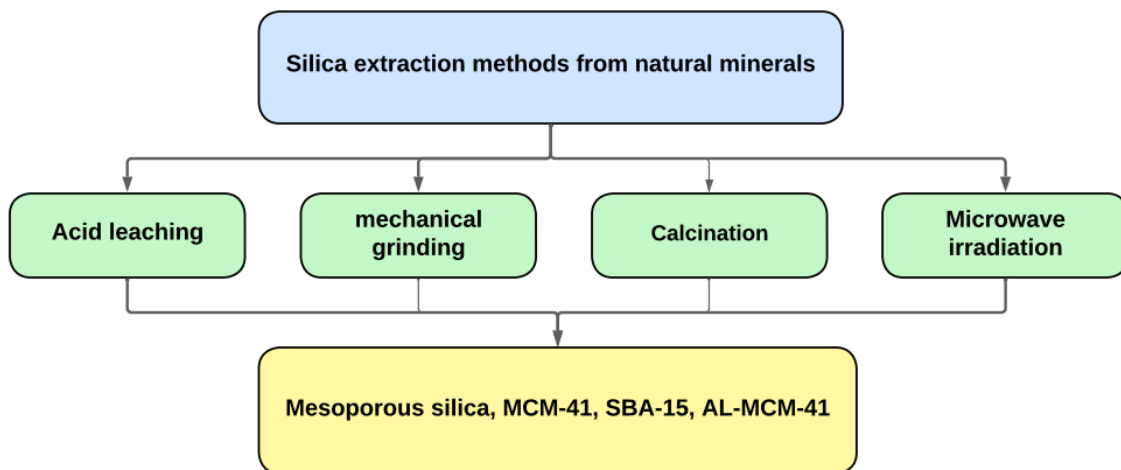 Silica extraction methods from natural minerals
Acid leaching
mechanical
grinding
Calcination
Microwave
irradiation
Mesoporous silica, MCM-41, SBA-15, AL-MCM-41